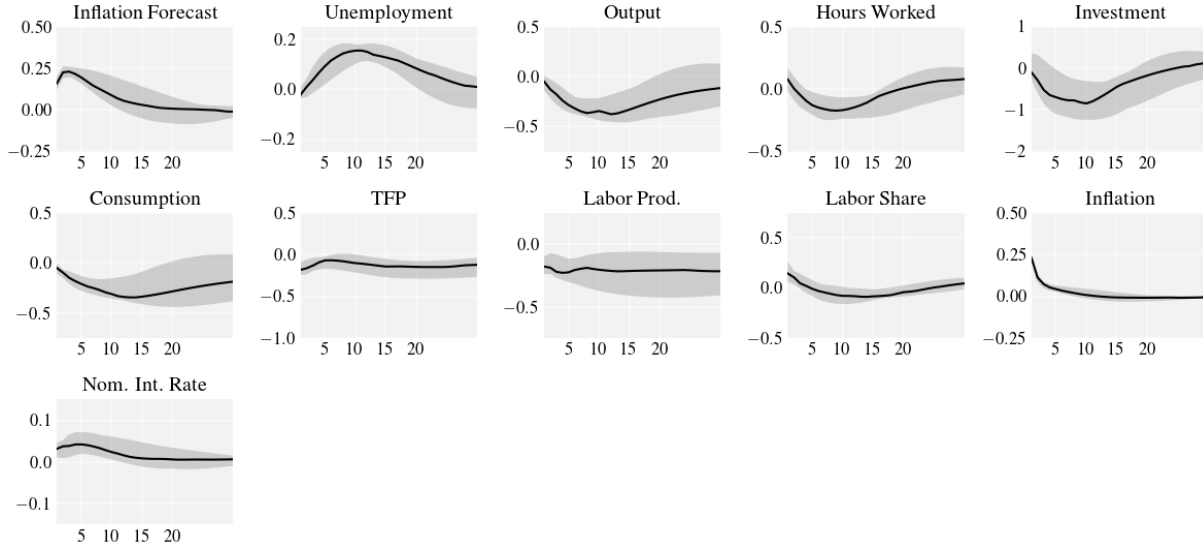 Inflation Forecast Unemployment Output Hours Worked Investment
0.50 0.25 0.00 −0.25 5 10 15 20
0.2 0.0 −0.2 5 10 15 20
0.5 0.0 −0.5 5 10 15 20
0.5 0.0 −0.5 5 10 15 20
1 0 −1 −2 5 10 15 20
Consumption TFP Labor Prod. Labor Share Inflation
0.5 0.0 −0.5 5 10 15 20
0.5 0.0 −0.5 −1.0 5 10 15 20
0.0 −0.5 5 10 15 20
0.5 0.0 −0.5 5 10 15 20
0.50 0.25 0.00 −0.25 5 10 15 20
Nom. Int. Rate
0.1 0.0 −0.1 5 10 15 20